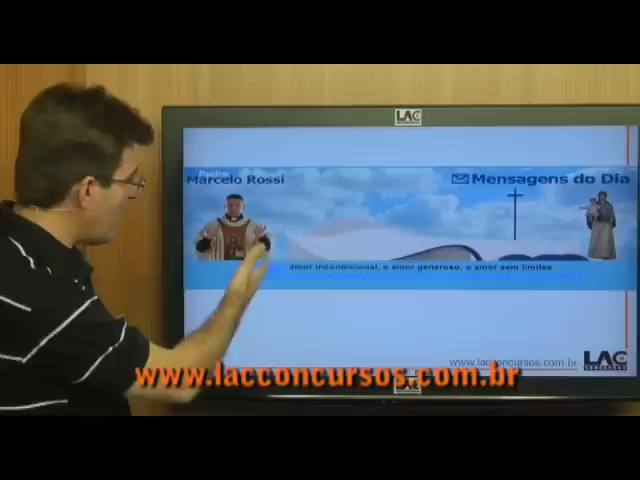 LAC
Padre
Marcelo Rossi
Mensagens do Dia
amor incondicional, o amor generoso, o amor sem limites
www.lacconcursos.com.br
LAC
www.lacconcursos.com.br